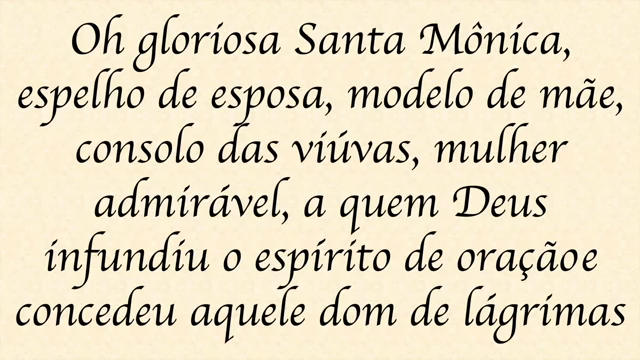 Oh gloriosa Santa Mônica,
espelho de esposa, modelo de mãe,
consolo das viúvas, mulher
admirável, a quem Deus
infundiu o espírito de oraçãoe
concedeu aquele dom de lágrimas